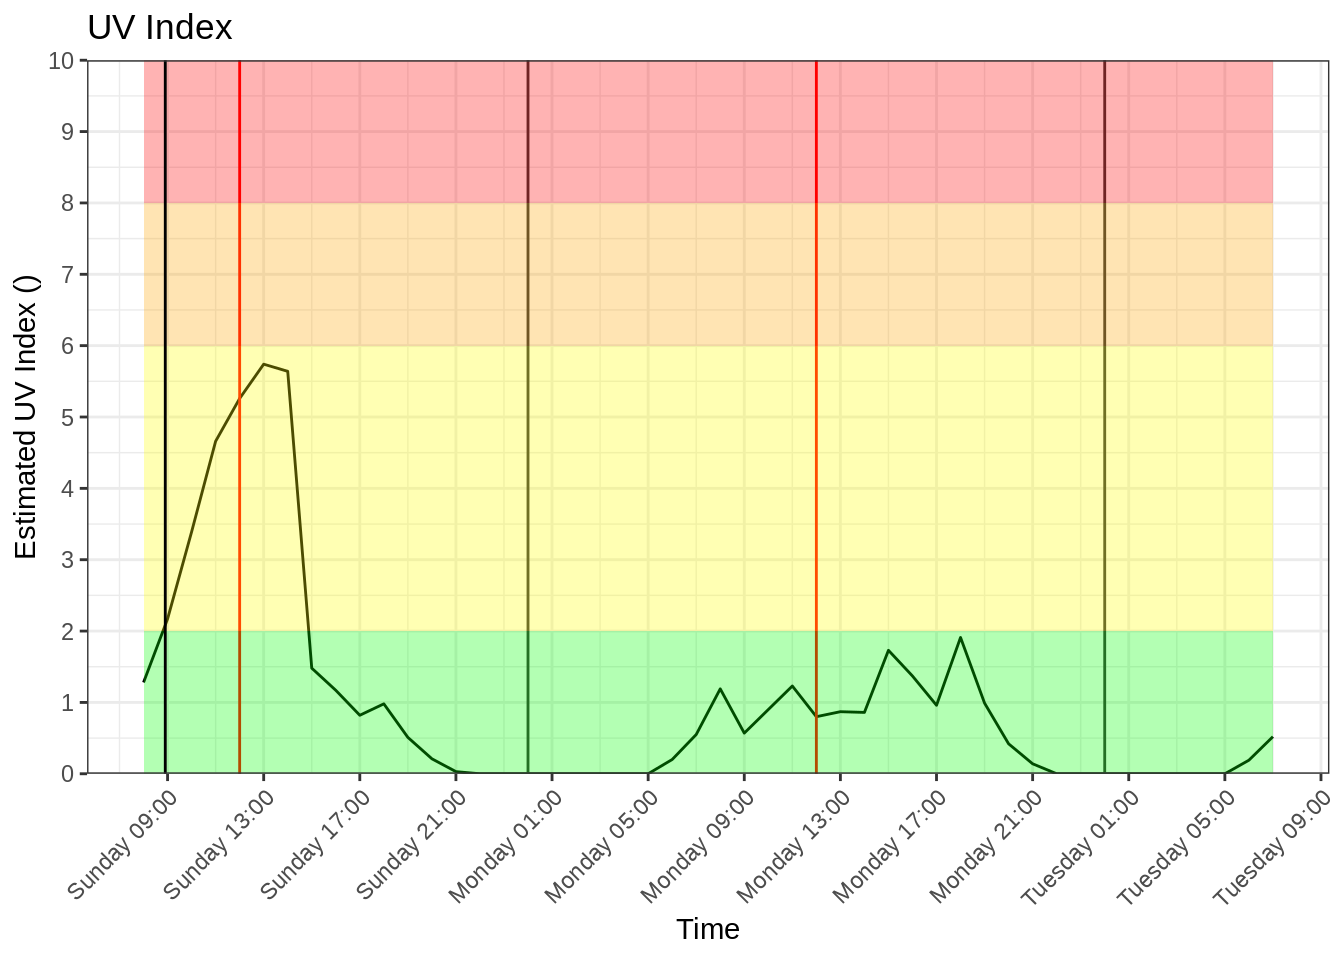 UV Index
Estimated UV Index ()
10
9
8
7
6
5
4
3
2
1
0
Sunday 09:00
Sunday 13:00
Sunday 17:00
Sunday 21:00
Monday 01:00
Monday 05:00
Monday 09:00
Monday 13:00
Monday 17:00
Monday 21:00
Tuesday 01:00
Tuesday 05:00
Tuesday 09:00
Time